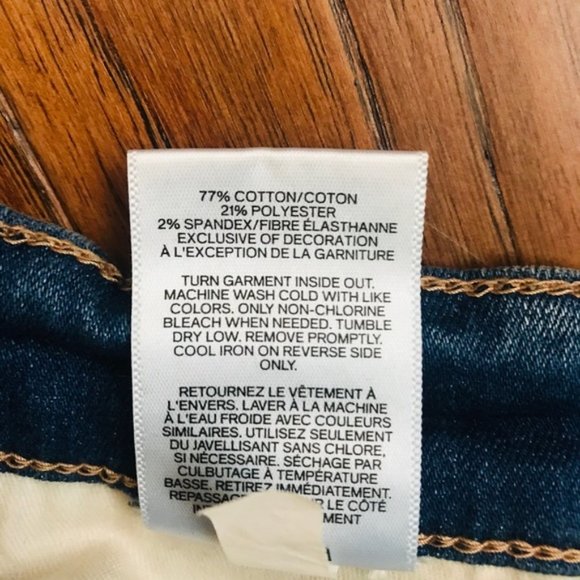 77% COTTON/COTON
21% POLYESTER
2% SPANDEX/FIBRE ÉLASTHANNE
EXCLUSIVE OF DECORATION
À L'EXCEPTION DE LA GARNITURE
TURN GARMENT INSIDE OUT.
MACHINE WASH COLD WITH LIKE
COLORS. ONLY NON-CHLORINE
BLEACH WHEN NEEDED. TUMBLE
DRY LOW. REMOVE PROMPTLY.
COOL IRON ON REVERSE SIDE
ONLY.
RETOURNEZ LE VÊTEMENT À
L'ENVERS. LAVER À LA MACHINE
À L'EAU FROIDE AVEC COULEURS
SIMILAIRES. UTILISEZ SEULEMENT
DU JAVELLISANT SANS CHLORE,
SI NÉCESSAIRE. SÉCHAGE PAR
CULBUTAGE À TEMPÉRATURE
BASSE. RETIREZ IMMÉDIATEMENT.
LE CÔTÉ